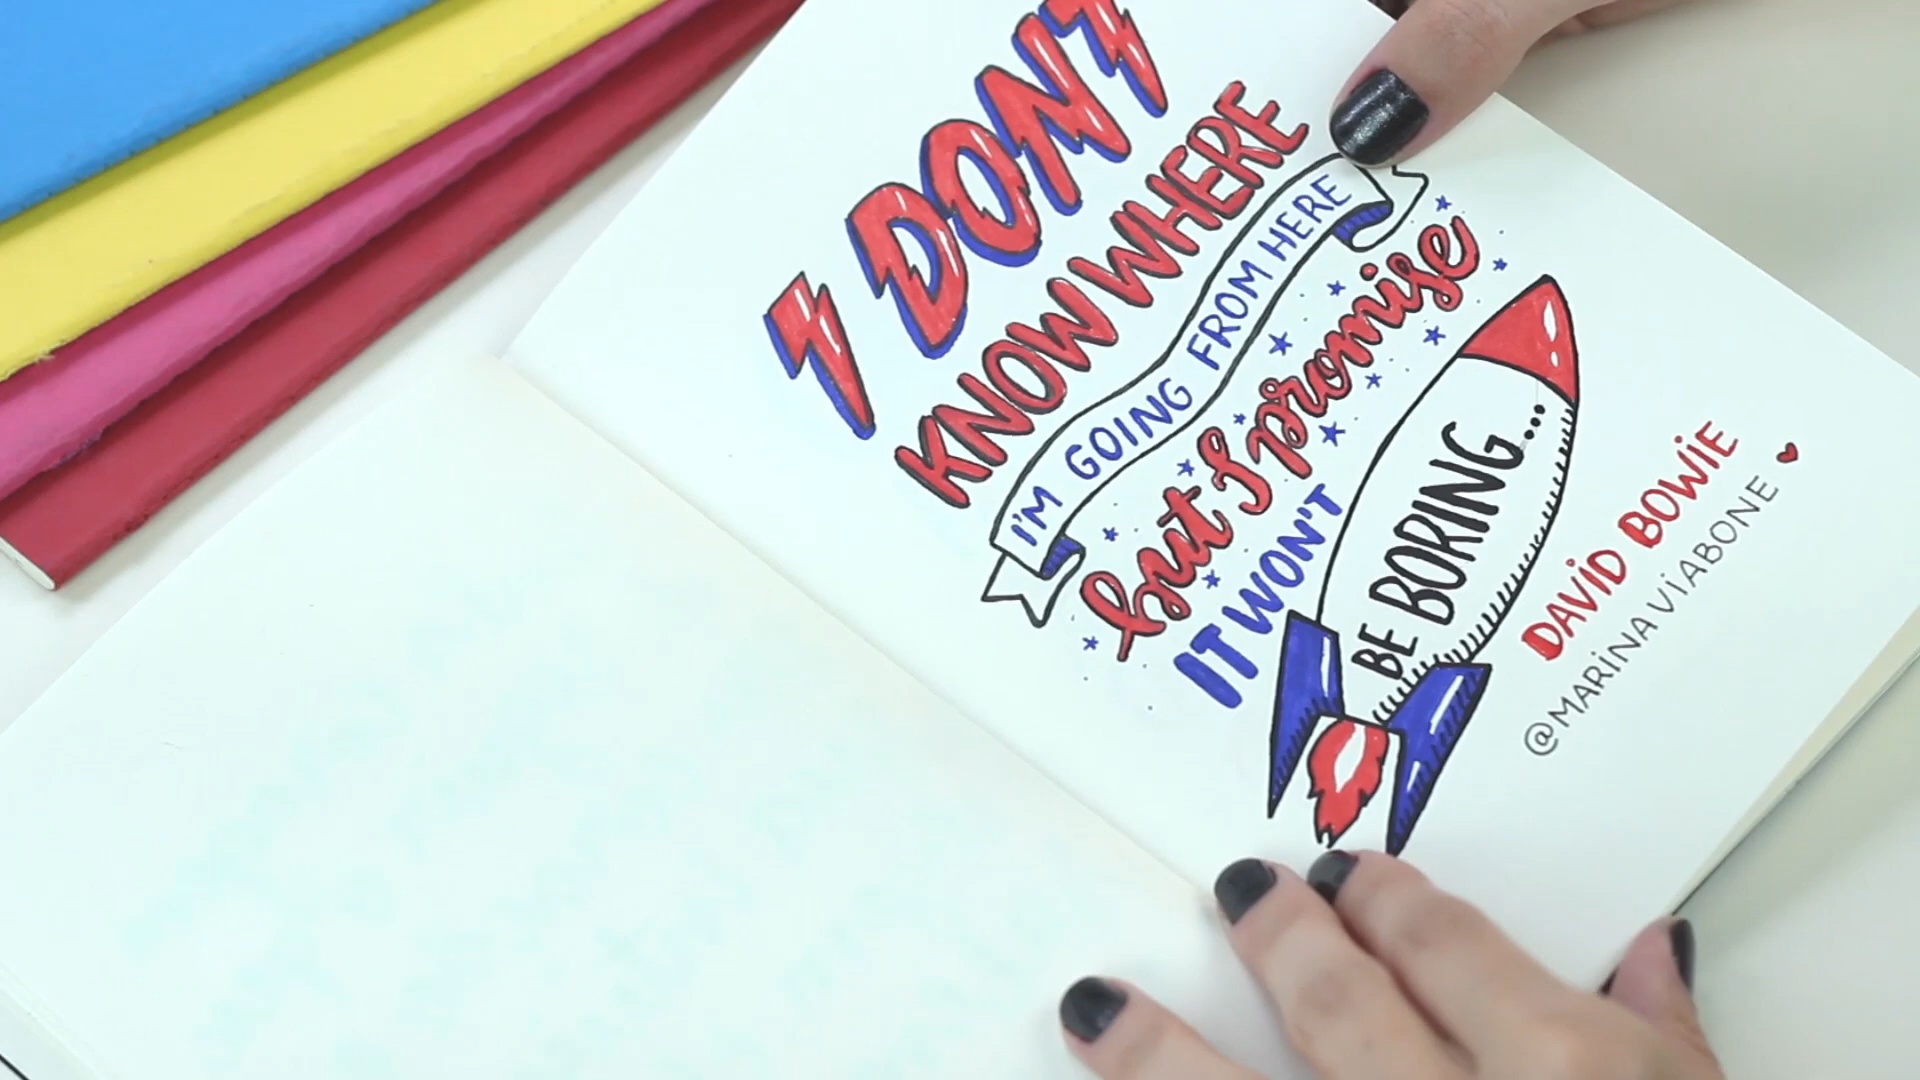 I DON'T
KNOW WHERE
I'M GOING FROM HERE
but I promise
IT WON'T
BE BORING...
DAVID BOWIE
@MARINAVIABONE